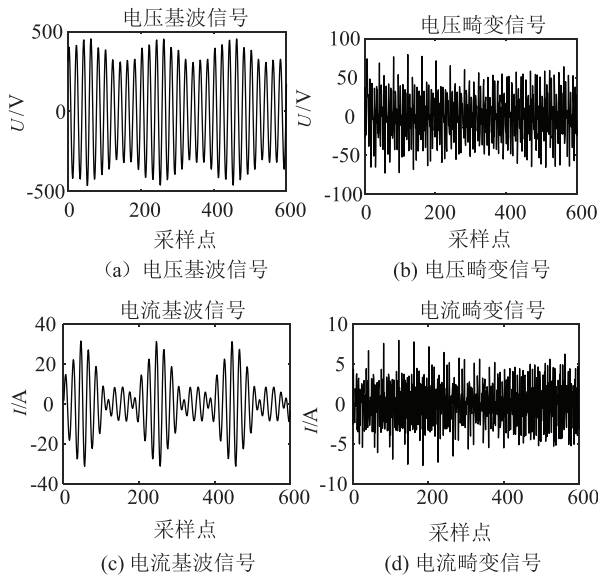 电压基波信号
500
0
-500
U/V
0 200 400 600
采样点
(a）电压基波信号
电压畸变信号
100
50
0
-50
-100
U/V
0 200 400 600
采样点
(b) 电压畸变信号
电流基波信号
40
20
0
-20
-40
I/A
0 200 400 600
采样点
(c) 电流基波信号
电流畸变信号
10
5
0
-5
-10
I/A
0 200 400 600
采样点
(d) 电流畸变信号